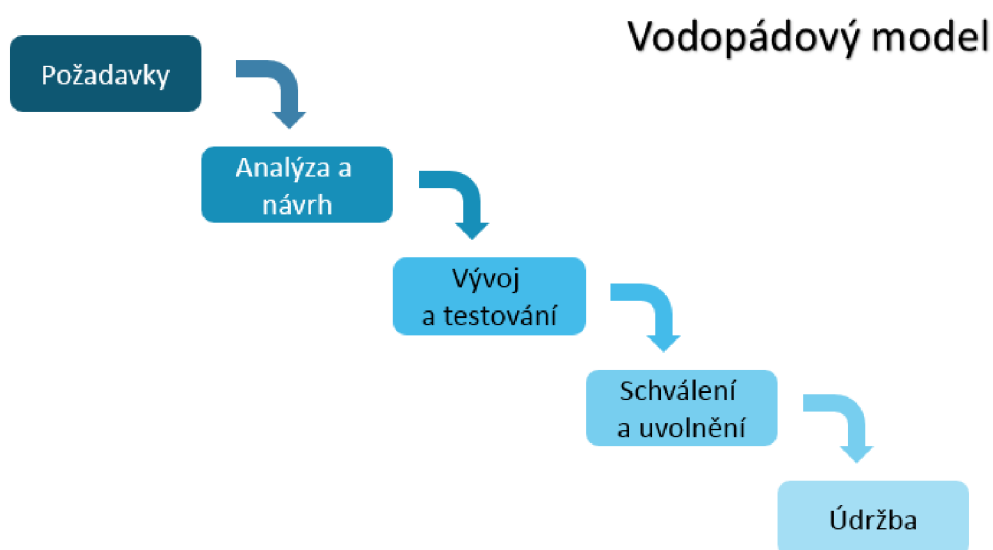 Vodopádový model
Požadavky
Analýza a
návrh
Vývoj
a testování
Schválení
a uvolnění
Údržba